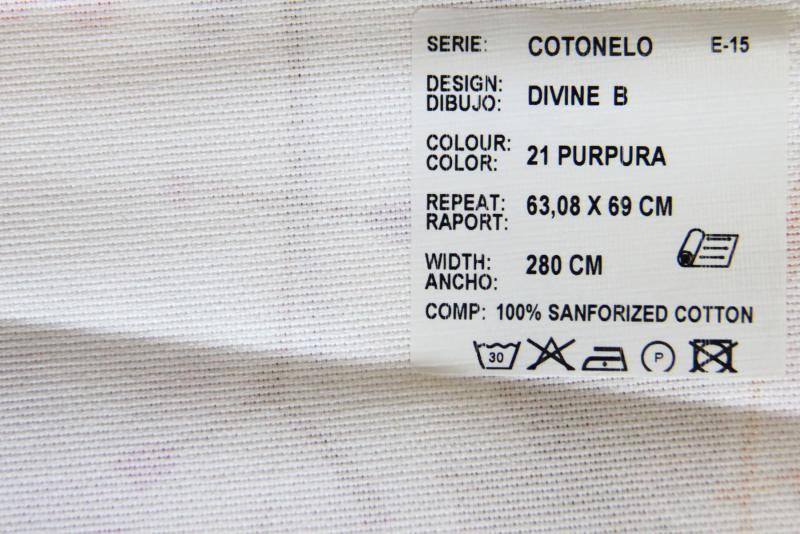 SERIE: COTONELO E-15
DESIGN:
DIBUJO: DIVINE B
COLOUR:
COLOR: 21 PURPURA
REPEAT:
RAPORT: 63,08 X 69 CM
WIDTH:
ANCHO: 280 CM
COMP: 100% SANFORIZED COTTON
30 P